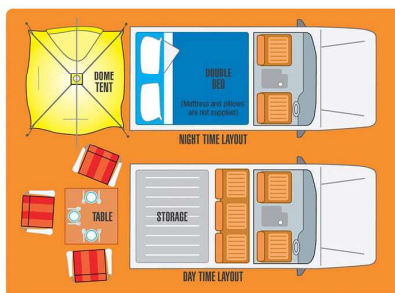 DOME
TENT
DOUBLE
BED
(Mattress and pillows
are not supplied)
NIGHT TIME LAYOUT
TABLE
STORAGE
DAY TIME LAYOUT